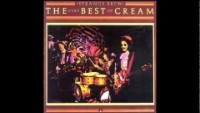 STRANGE BREW
THE VERY BEST OF CREAM